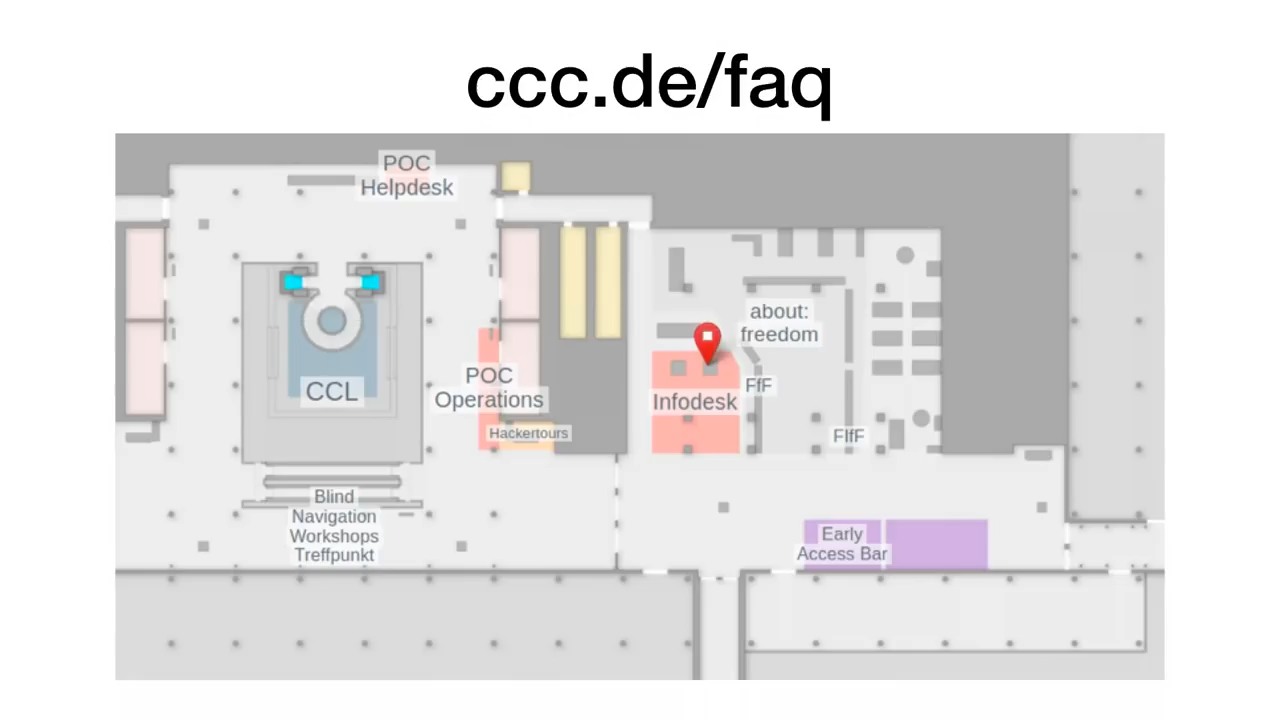 ccc.de/faq
POC
Helpdesk
about:
freedom
CCL
POC
Operations
Infodesk
FfF
Hackertours
FIfF
Blind
Navigation
Workshops
Treffpunkt
Early
Access Bar